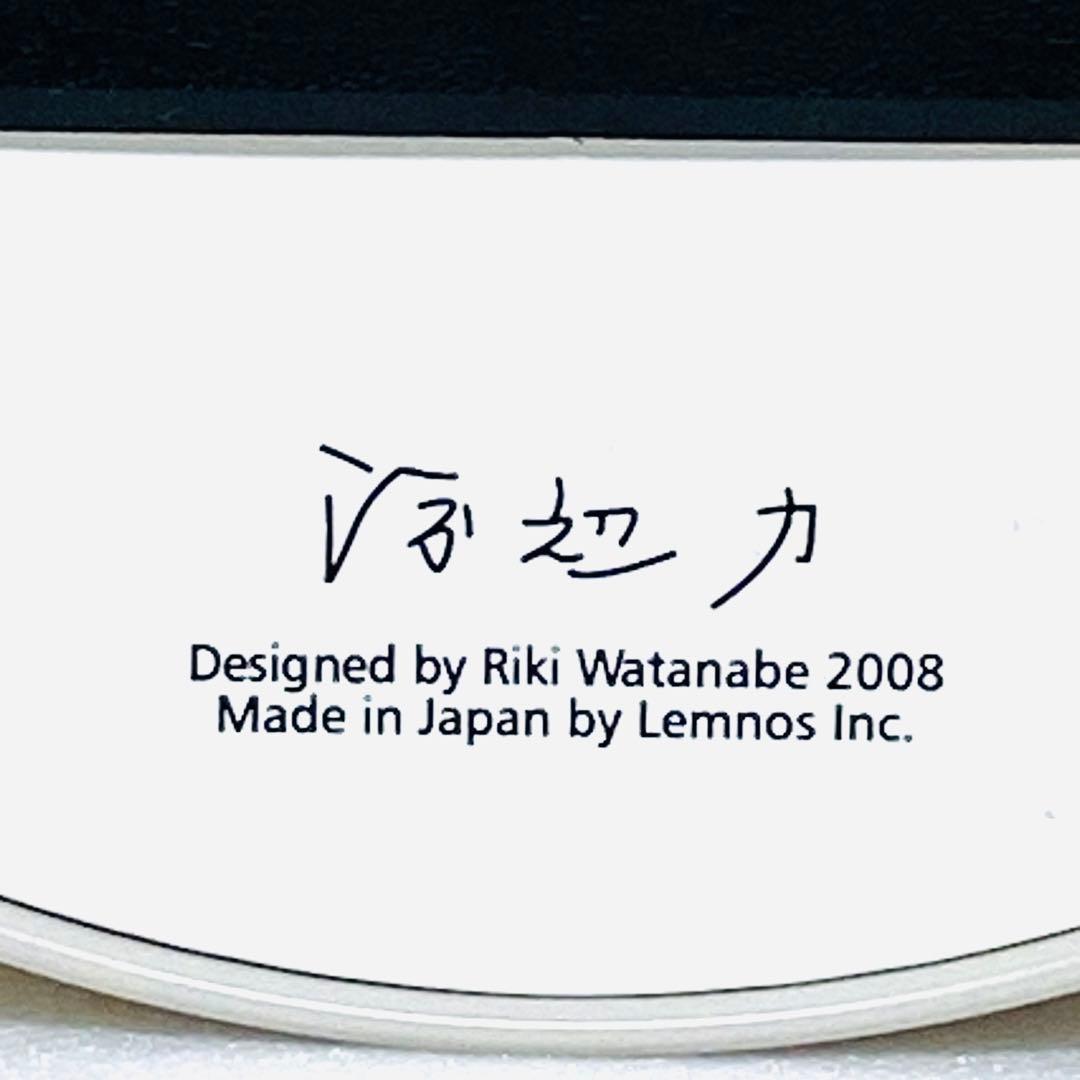 渡辺 力
Designed by Riki Watanabe 2008
Made in Japan by Lemnos Inc.